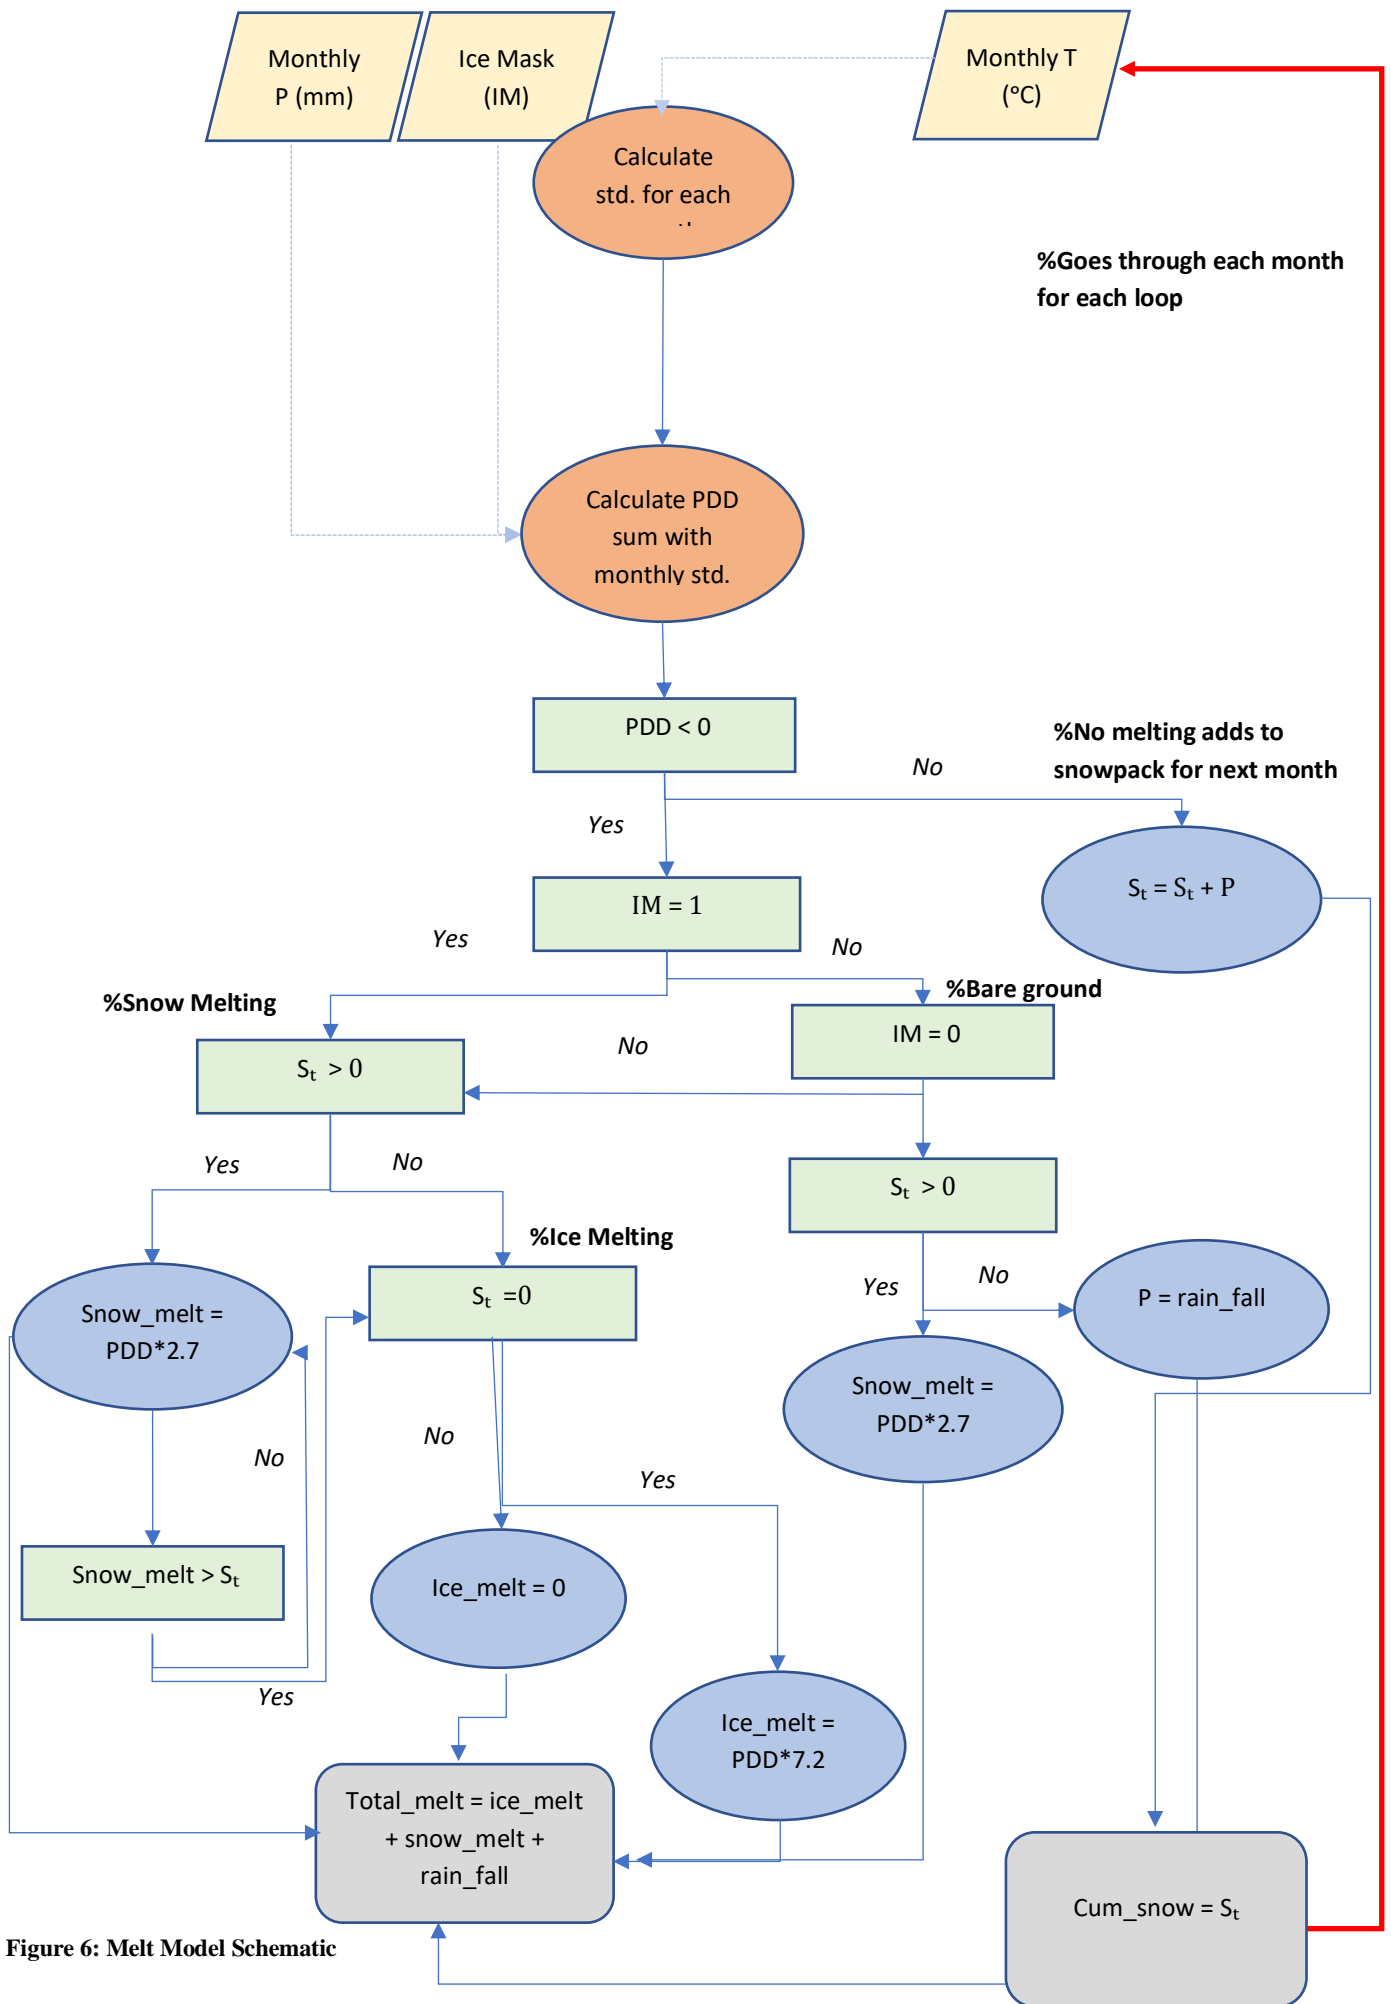 Monthly
P (mm)
Ice Mask
(IM)
Monthly T
(°C)
Calculate
std. for each
%Goes through each month
for each loop
Calculate PDD
sum with
monthly std.
PDD < 0
%No melting adds to
snowpack for next month
No
Yes
Sₜ = Sₜ + P
IM = 1
Yes
No
%Snow Melting
%Bare ground
IM = 0
Sₜ > 0
No
Yes
No
Sₜ > 0
%Ice Melting
Sₜ =0
Yes
No
P = rain_fall
Snow_melt =
PDD*2.7
Snow_melt =
PDD*2.7
No
No
Yes
Snow_melt > Sₜ
Ice_melt = 0
Yes
Ice_melt =
PDD*7.2
Total_melt = ice_melt
+ snow_melt +
rain_fall
Cum_snow = Sₜ
Figure 6: Melt Model Schematic